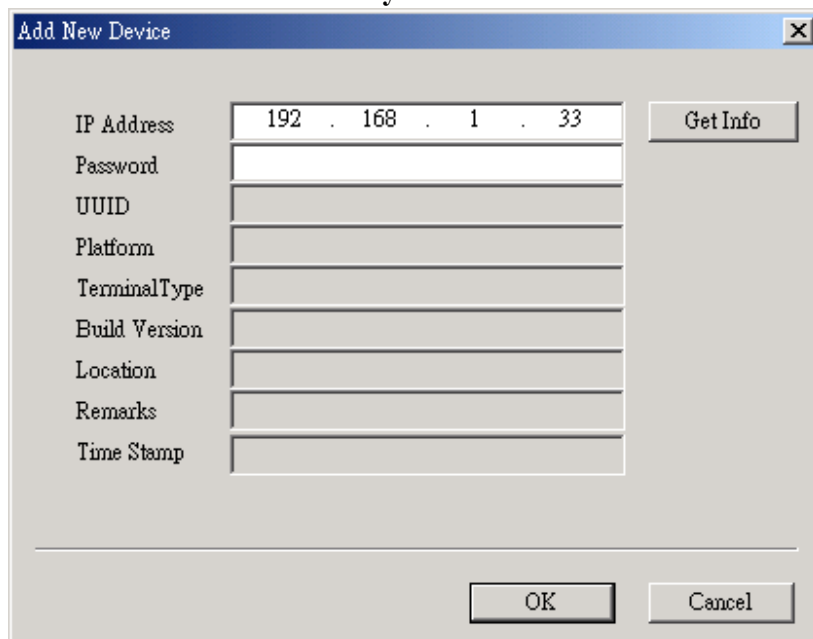 Add New Device
IP Address 192 . 168 . 1 . 33 Get Info
Password
UUID
Platform
TerminalType
Build Version
Location
Remarks
Time Stamp
OK Cancel